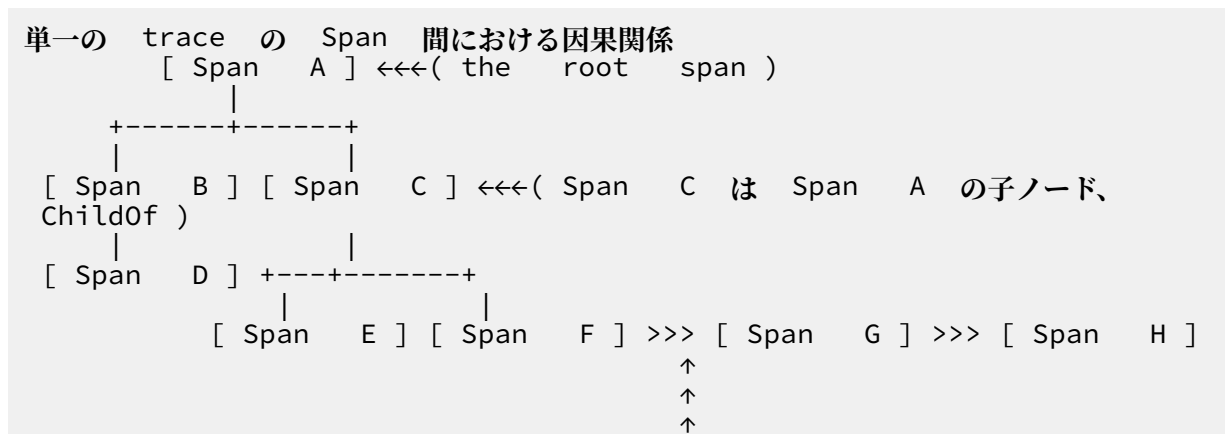 単一の trace の Span 間における因果関係
[ Span A ] ←←←( the root span )
|
+------+------+
| |
[ Span B ] [ Span C ] ←←←( Span C は Span A の子ノード、
ChildOf )
| |
[ Span D ] +---+-------+
| |
[ Span E ] [ Span F ] >>> [ Span G ] >>> [ Span H ]
↑
↑
↑